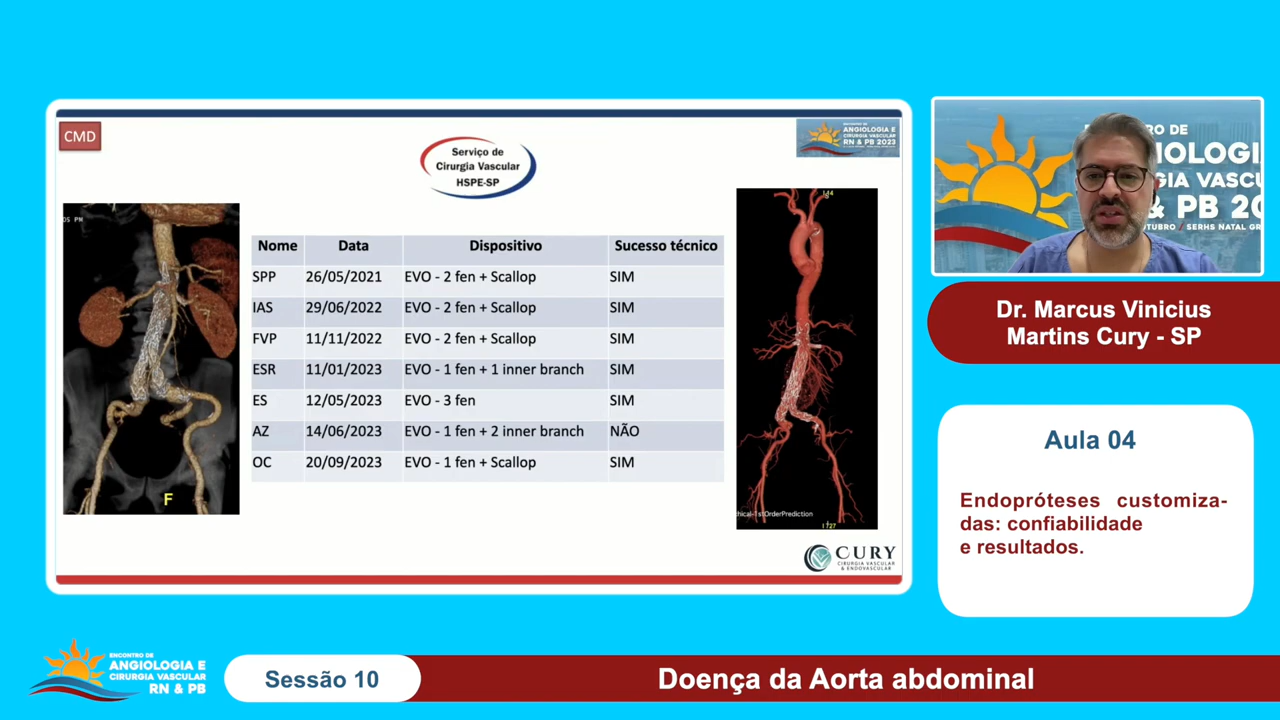 CMD
Serviço de
Cirurgia Vascular
HSPE-SP
ENCONTRO DE
ANGIOLOGIA E
CIRURGIA VASCULAR
RN & PB 2023
Nome Data Dispositivo Sucesso técnico
SPP 26/05/2021 EVO - 2 fen + Scallop SIM
IAS 29/06/2022 EVO - 2 fen + Scallop SIM
FVP 11/11/2022 EVO - 2 fen + Scallop SIM
ESR 11/01/2023 EVO - 1 fen + 1 inner branch SIM
ES 12/05/2023 EVO - 3 fen SIM
AZ 14/06/2023 EVO - 1 fen + 2 inner branch NÃO
OC 20/09/2023 EVO - 1 fen + Scallop SIM
F
CURY
CIRURGIA VASCULAR
& ENDOVASCULAR
Dr. Marcus Vinicius
Martins Cury - SP
Aula 04
Endopróteses customiza-
das: confiabilidade
e resultados.
ENCONTRO DE
ANGIOLOGIA E
CIRURGIA VASCULAR
RN & PB
Sessão 10
Doença da Aorta abdominal